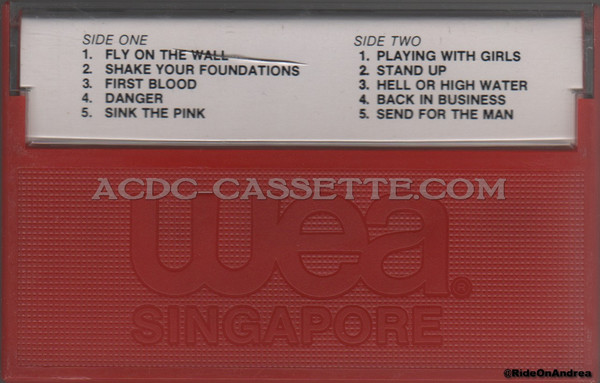 SIDE ONE
1. FLY ON THE WALL
2. SHAKE YOUR FOUNDATIONS
3. FIRST BLOOD
4. DANGER
5. SINK THE PINK
SIDE TWO
1. PLAYING WITH GIRLS
2. STAND UP
3. HELL OR HIGH WATER
4. BACK IN BUSINESS
5. SEND FOR THE MAN
ACDC-CASSETTE.COM
wea®
SINGAPORE
@RideOnAndrea